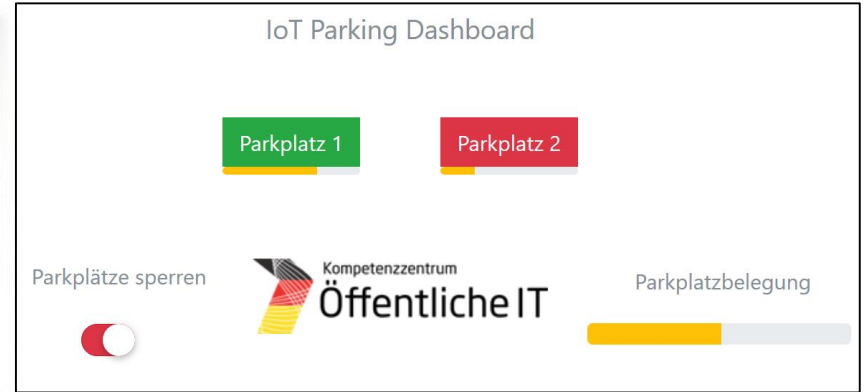 IoT Parking Dashboard
Parkplatz 1
Parkplatz 2
Parkplätze sperren
Kompetenzzentrum
Öffentliche IT
Parkplatzbelegung